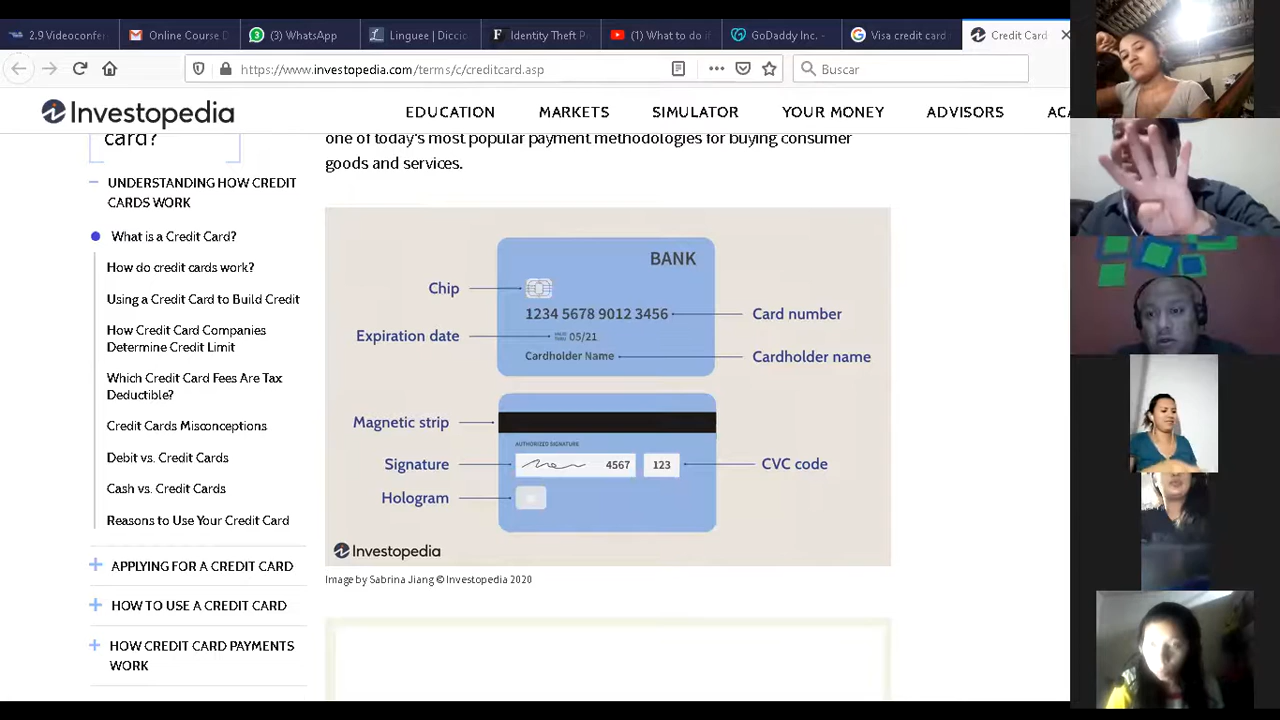 2.9 Videoconfer
Online Course D
(3) WhatsApp
Linguee | Diccio
Identity Theft P
(1) What to do if
GoDaddy Inc. -
Visa credit card
Credit Card
https://www.investopedia.com/terms/c/creditcard.asp
Buscar
Investopedia
EDUCATION
MARKETS
SIMULATOR
YOUR MONEY
ADVISORS
ACA
card?
UNDERSTANDING HOW CREDIT
CARDS WORK
What is a Credit Card?
How do credit cards work?
Using a Credit Card to Build Credit
How Credit Card Companies
Determine Credit Limit
Which Credit Card Fees Are Tax
Deductible?
Credit Cards Misconceptions
Debit vs. Credit Cards
Cash vs. Credit Cards
Reasons to Use Your Credit Card
APPLYING FOR A CREDIT CARD
HOW TO USE A CREDIT CARD
HOW CREDIT CARD PAYMENTS
WORK
one of today's most popular payment methodologies for buying consumer
goods and services.
BANK
Chip
1234 5678 9012 3456
Card number
Expiration date
05/21
Cardholder Name
Cardholder name
Magnetic strip
AUTHORIZED SIGNATURE
Signature
4567
123
CVC code
Hologram
Investopedia
Image by Sabrina Jiang © Investopedia 2020